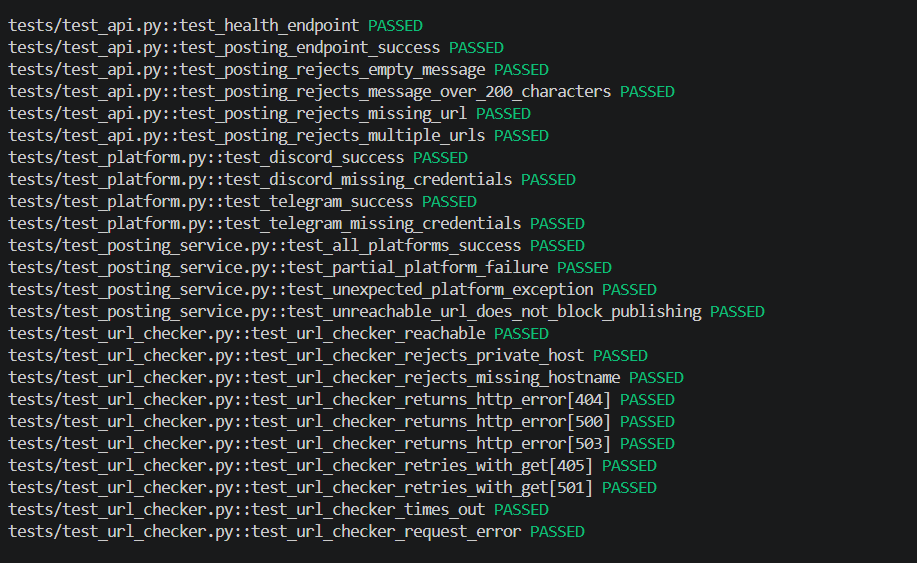 tests/test_api.py::test_health_endpoint PASSED
tests/test_api.py::test_posting_endpoint_success PASSED
tests/test_api.py::test_posting_rejects_empty_message PASSED
tests/test_api.py::test_posting_rejects_message_over_200_characters PASSED
tests/test_api.py::test_posting_rejects_missing_url PASSED
tests/test_api.py::test_posting_rejects_multiple_urls PASSED
tests/test_platform.py::test_discord_success PASSED
tests/test_platform.py::test_discord_missing_credentials PASSED
tests/test_platform.py::test_telegram_success PASSED
tests/test_platform.py::test_telegram_missing_credentials PASSED
tests/test_posting_service.py::test_all_platforms_success PASSED
tests/test_posting_service.py::test_partial_platform_failure PASSED
tests/test_posting_service.py::test_unexpected_platform_exception PASSED
tests/test_posting_service.py::test_unreachable_url_does_not_block_publishing PASSED
tests/test_url_checker.py::test_url_checker_reachable PASSED
tests/test_url_checker.py::test_url_checker_rejects_private_host PASSED
tests/test_url_checker.py::test_url_checker_rejects_missing_hostname PASSED
tests/test_url_checker.py::test_url_checker_returns_http_error[404] PASSED
tests/test_url_checker.py::test_url_checker_returns_http_error[500] PASSED
tests/test_url_checker.py::test_url_checker_returns_http_error[503] PASSED
tests/test_url_checker.py::test_url_checker_retries_with_get[405] PASSED
tests/test_url_checker.py::test_url_checker_retries_with_get[501] PASSED
tests/test_url_checker.py::test_url_checker_times_out PASSED
tests/test_url_checker.py::test_url_checker_request_error PASSED